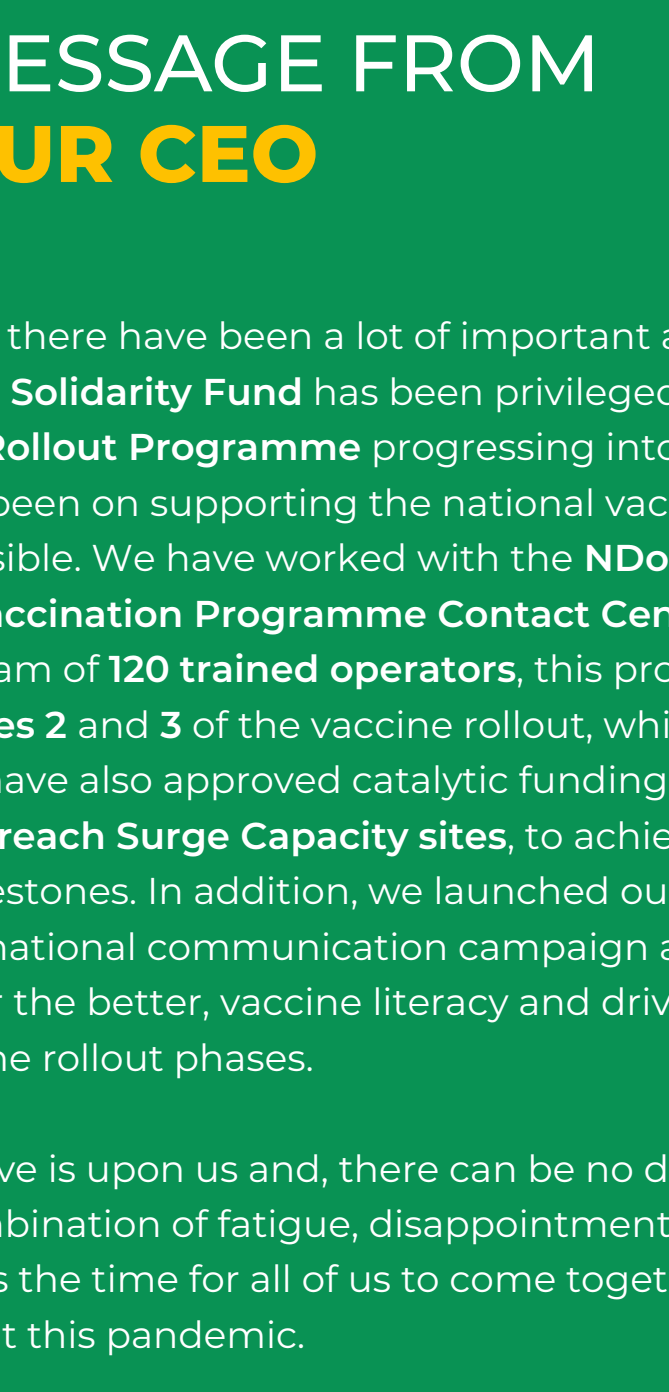 ESSAGE FROM
UR CEO
there have been a lot of important
Solidarity Fund has been privileged
Rollout Programme progressing into
been on supporting the national vac
sible. We have worked with the NDo
ccination Programme Contact Cen
am of 120 trained operators, this pro
es 2 and 3 of the vaccine rollout, whi
ave also approved catalytic funding
reach Surge Capacity sites, to achie
estones. In addition, we launched ou
national communication campaign a
r the better, vaccine literacy and driv
ne rollout phases.
ve is upon us and, there can be no d
bination of fatigue, disappointment
s the time for all of us to come toget
t this pandemic.